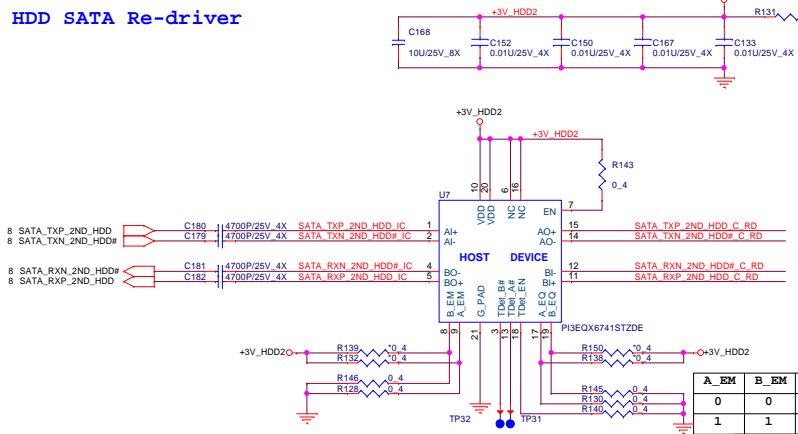 HDD SATA Re-driver
+3V_HDD2
R131
C168
10U/25V_8X
C152
0.01U/25V_4X
C150
0.01U/25V_4X
C167
0.01U/25V_4X
C133
0.01U/25V_4X
+3V_HDD2
+3V_HDD2
R143
0_4
U7
10
20
6
16
7
VDD
VDD
NC
NC
EN
8 SATA_TXP_2ND_HDD
C180
4700P/25V_4X
SATA_TXP_2ND_HDD_IC
1
AI+
AO+
15
SATA_TXP_2ND_HDD_C_RD
8 SATA_TXN_2ND_HDD#
C179
4700P/25V_4X
SATA_TXN_2ND_HDD#_IC
2
AI-
AO-
14
SATA_TXN_2ND_HDD#_C_RD
HOST DEVICE
8 SATA_RXN_2ND_HDD#
C181
4700P/25V_4X
SATA_RXN_2ND_HDD#_IC
4
BO-
BI-
12
SATA_RXN_2ND_HDD#_C_RD
8 SATA_RXP_2ND_HDD
C182
4700P/25V_4X
SATA_RXP_2ND_HDD_IC
5
BO+
BI+
11
SATA_RXP_2ND_HDD_C_RD
B_EM
A_EM
G_PAD
TDet_B#
TDet_A#
TDet_EN
A_EQ
B_EQ
8
9
21
3
13
18
17
19
PI3EQX6741STZDE
+3V_HDD2
R139
*0_4
R132
*0_4
R146
0_4
R128
0_4
R150
*0_4
R138
*0_4
+3V_HDD2
R145
0_4
R130
0_4
R140
0_4
TP32
TP31
A_EM B_EM
0 0
1 1